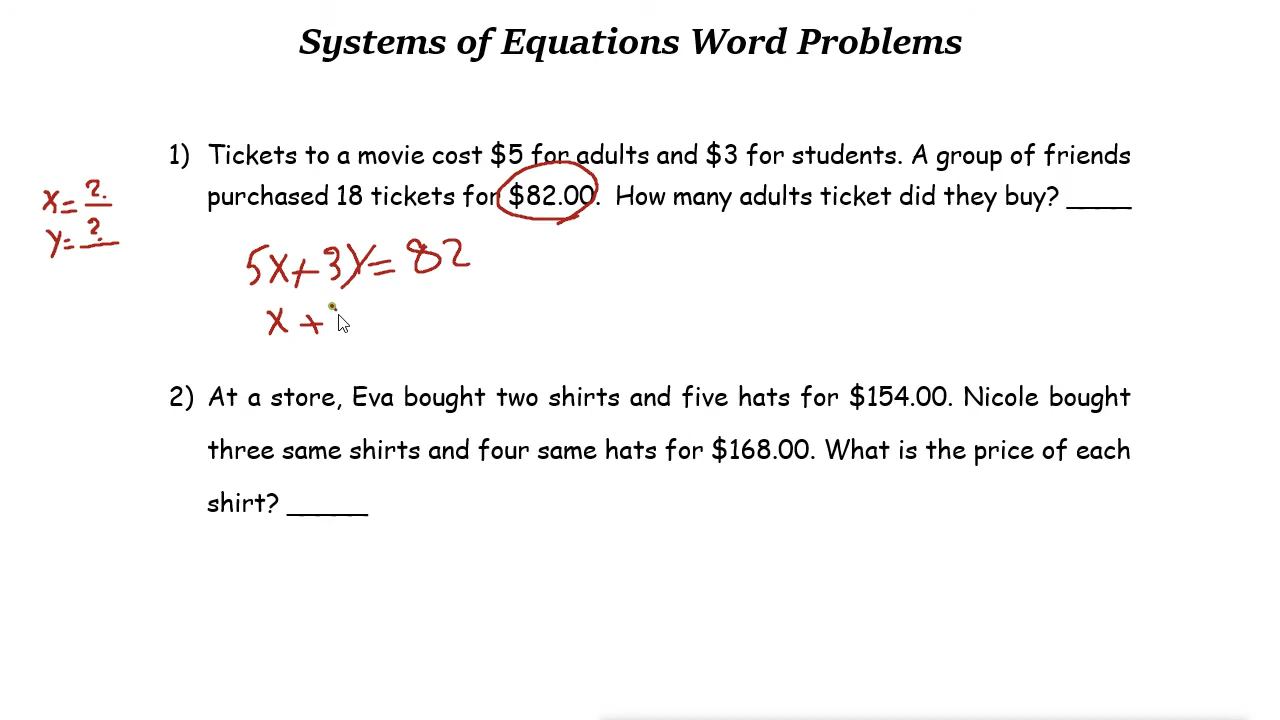 Systems of Equations Word Problems
1) Tickets to a movie cost $5 for adults and $3 for students. A group of friends
purchased 18 tickets for $82.00. How many adults ticket did they buy? ____
x = ?
y = ?
5x + 3y = 82
x +
2) At a store, Eva bought two shirts and five hats for $154.00. Nicole bought
three same shirts and four same hats for $168.00. What is the price of each
shirt? _____